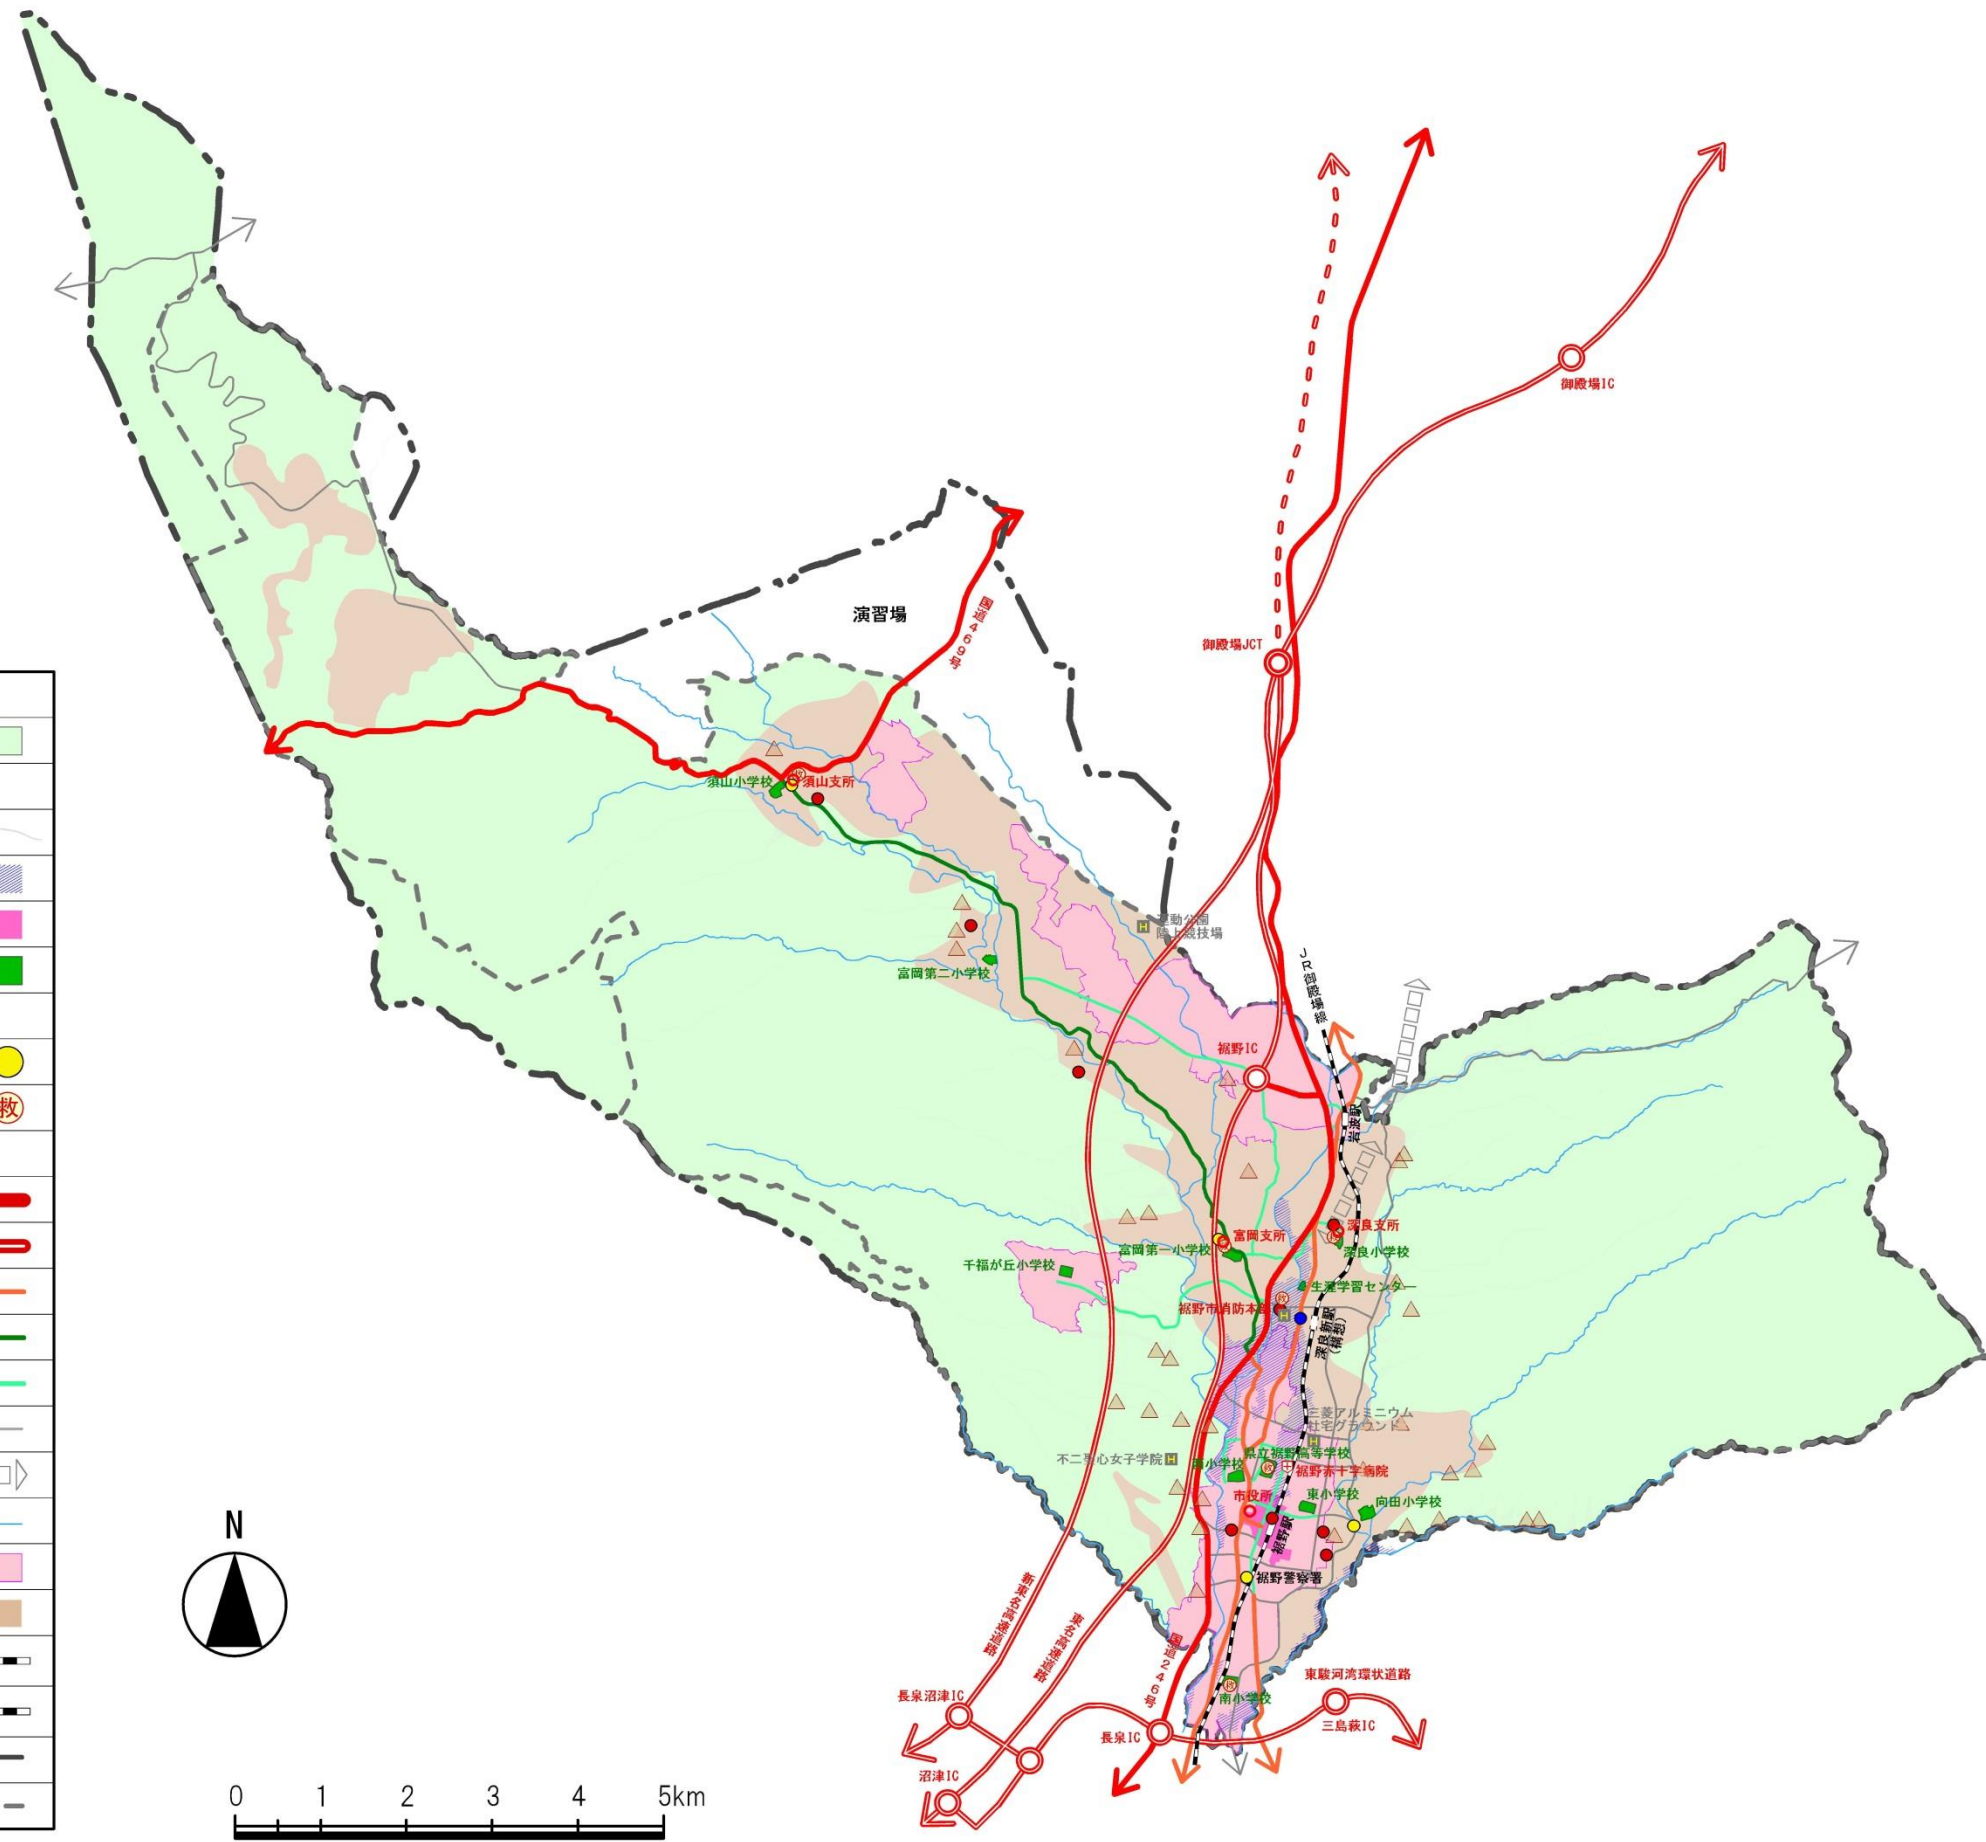 御殿場IC
演習場
国道469号
御殿場JCT
須山小学校
須山支所
救
運動公園
陸上競技場
H
富岡第二小学校
JR御殿場線
裾野IC
救
岩波駅
深良支所
富岡支所
富岡第一小学校
深良小学校
千福が丘小学校
生涯学習センター
救
裾野市消防本部
H
深良新駅
(構想)
三菱アルミニウム
社宅グラウンド
H
県立裾野高等学校
不二聖心女子学院
H
西小学校
救
裾野赤十字病院
市役所
東小学校
向田小学校
裾野駅
N
裾野警察署
新東名高速道路
東名高速道路
国道246号
東駿河湾環状道路
救
長泉沼津IC
南小学校
三島萩IC
長泉IC
沼津IC
0 1 2 3 4 5km